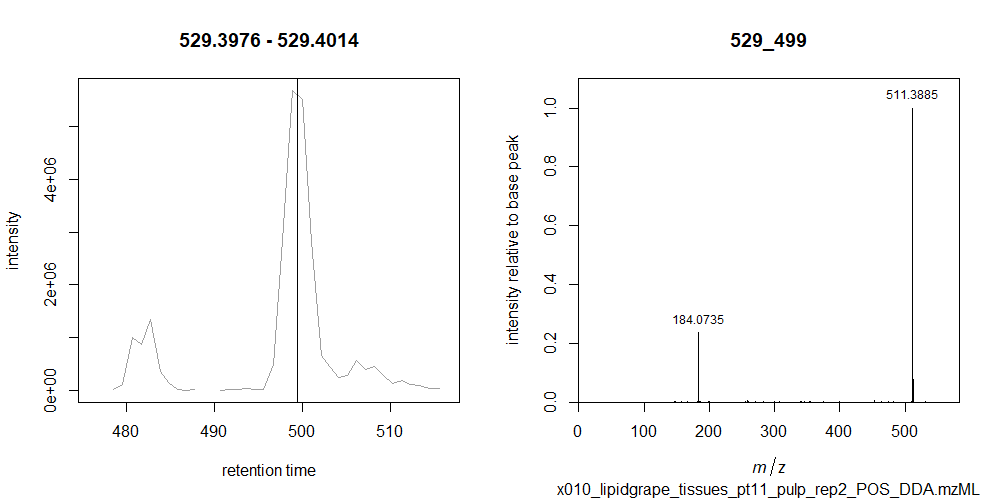 529.3976 - 529.4014
intensity
0e+00
2e+06
4e+06
480
490
500
510
retention time
529_499
intensity relative to base peak
0.0
0.2
0.4
0.6
0.8
1.0
511.3885
184.0735
0
100
200
300
400
500
m / z
x010_lipidgrape_tissues_pt11_pulp_rep2_POS_DDA.mzML